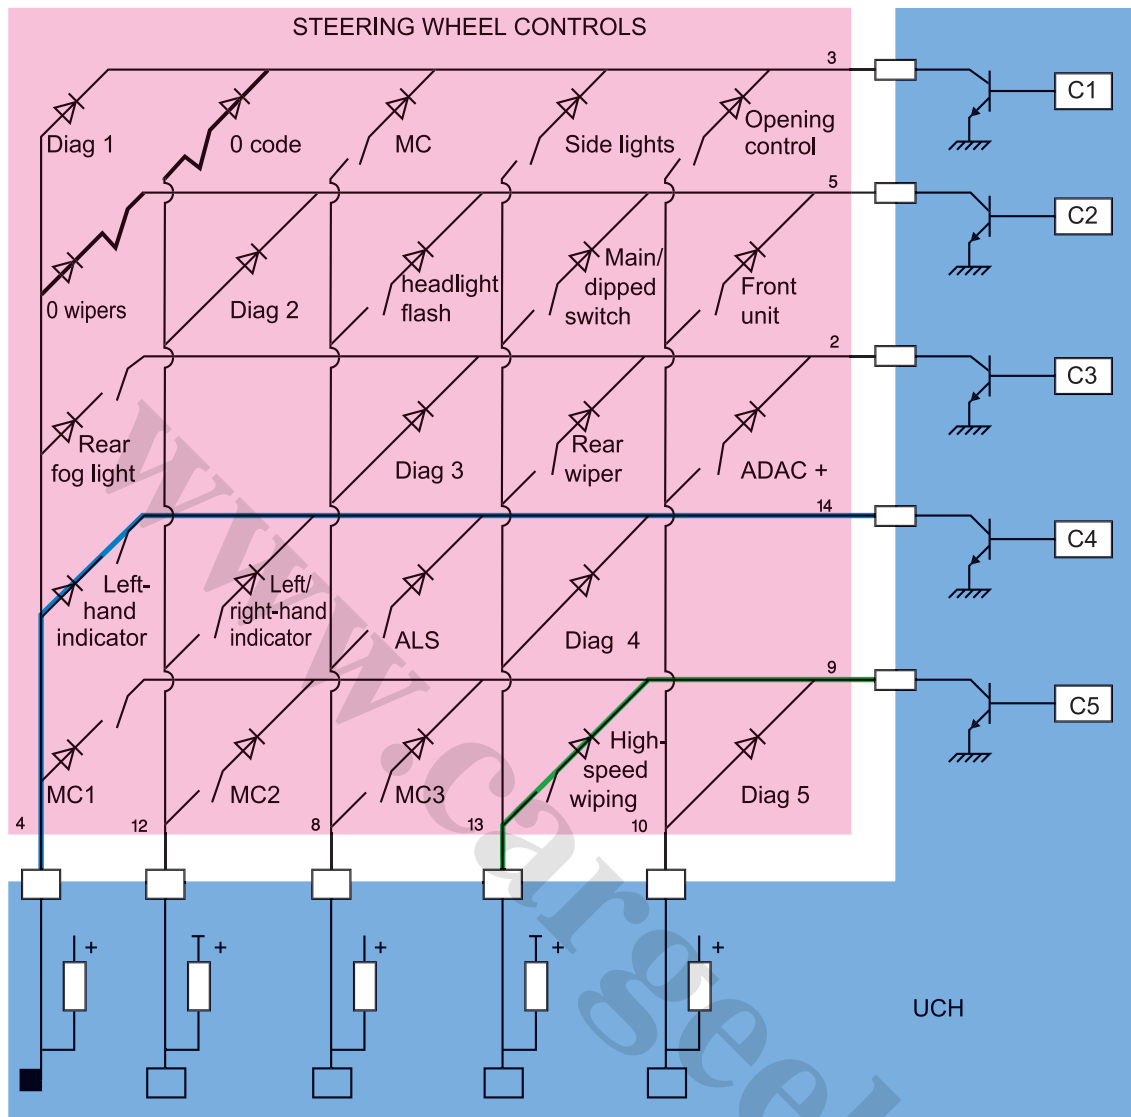 STEERING WHEEL CONTROLS
3
C1
Diag 1
0 code
MC
Side lights
Opening
control
5
C2
0 wipers
Diag 2
headlight
flash
Main/
dipped
switch
Front
unit
2
C3
Rear
fog light
Diag 3
Rear
wiper
ADAC +
14
C4
Left-
hand
indicator
Left/
right-hand
indicator
ALS
Diag 4
9
C5
MC1
MC2
MC3
High-
speed
wiping
Diag 5
4
12
8
13
10
+
+
+
+
+
UCH
www.cargeek